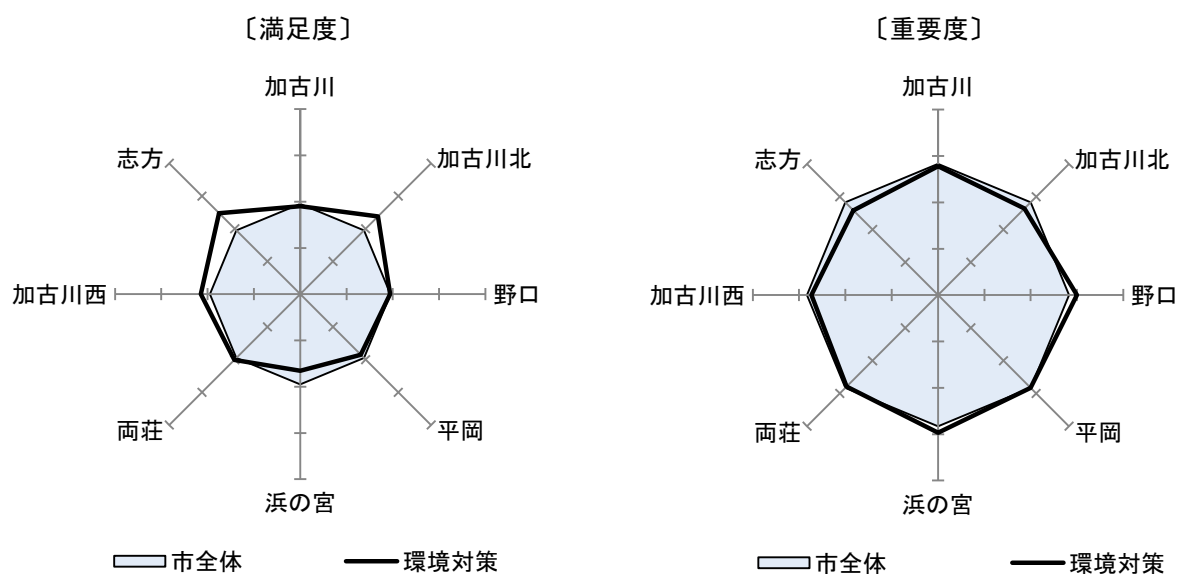 〔満足度〕
加古川
加古川北
野口
平岡
浜の宮
両荘
加古川西
志方
市全体
環境対策
〔重要度〕
加古川
加古川北
野口
平岡
浜の宮
両荘
加古川西
志方
市全体
環境対策